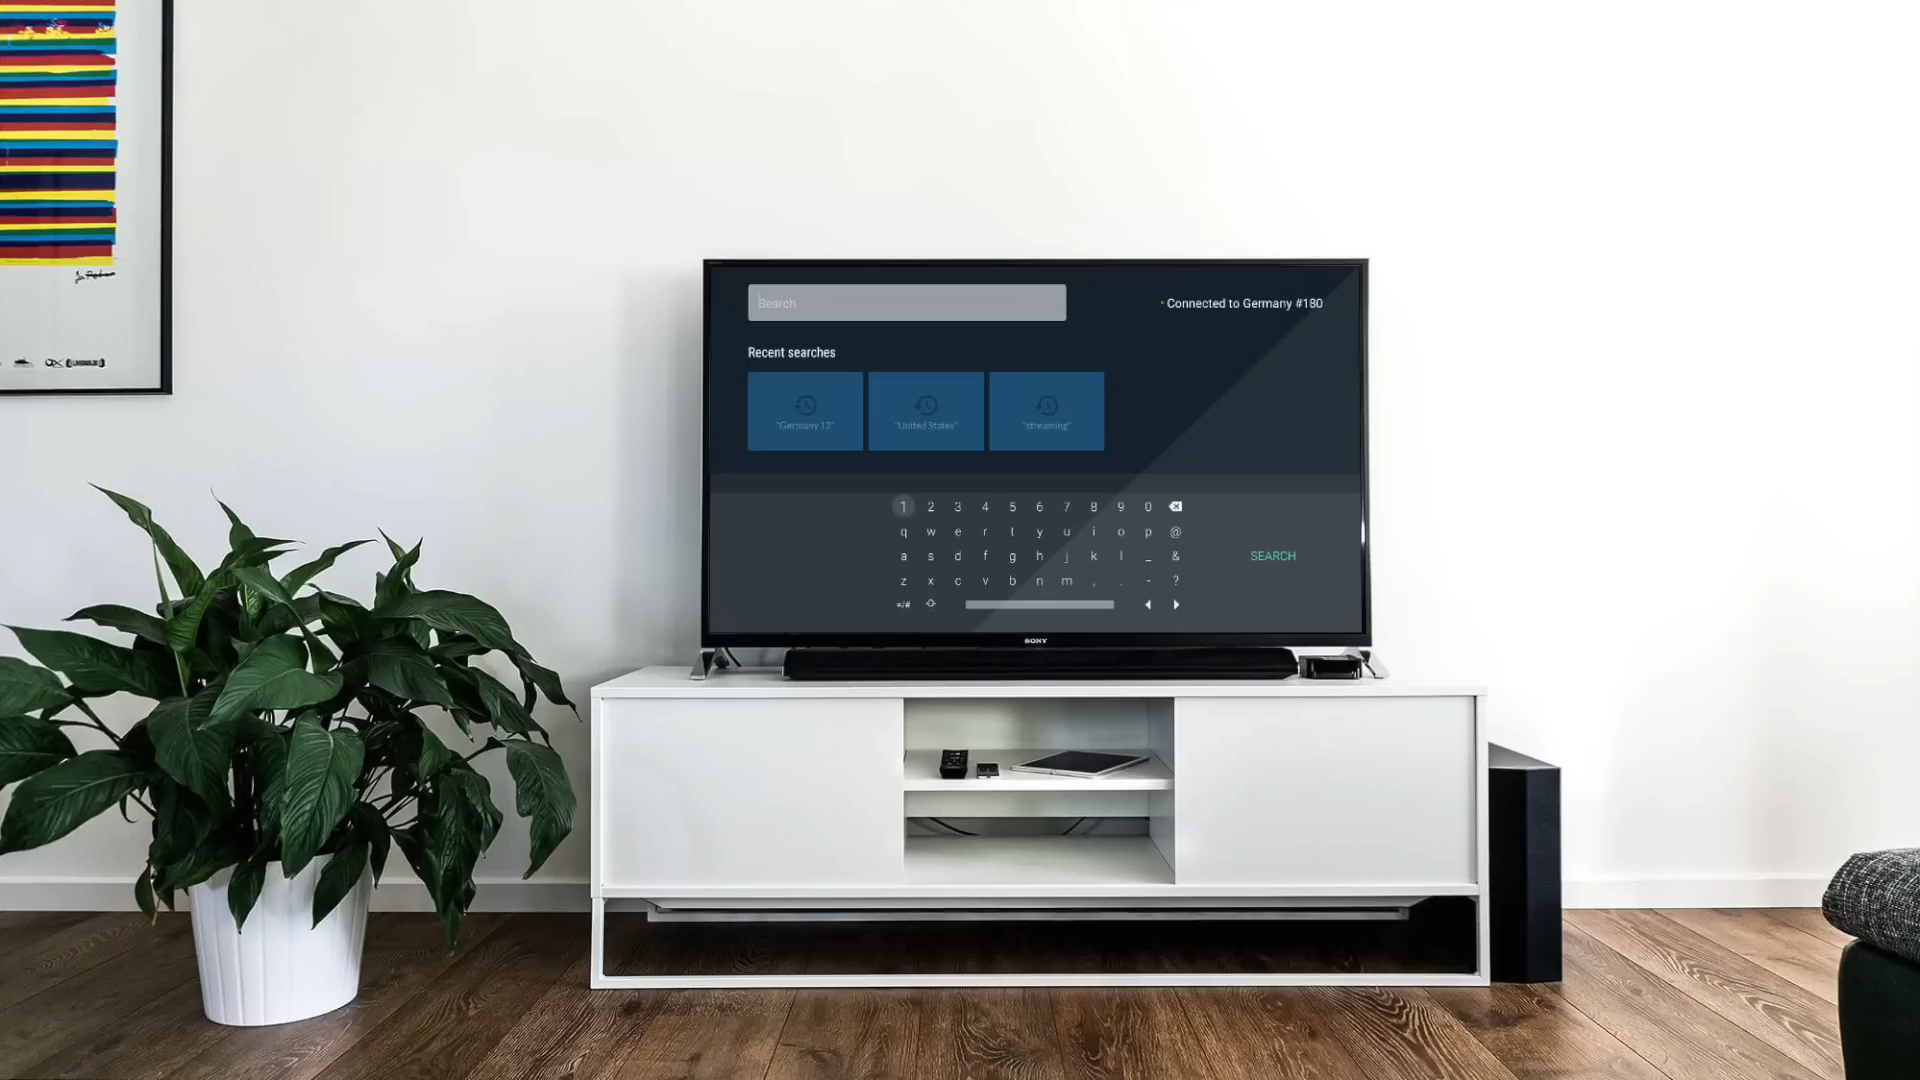 Search
Connected to Germany #180
Recent searches
"Germany 12" "United States" "streaming"
1 2 3 4 5 6 7 8 9 0
q w e r t y u i o p @
a s d f g h j k l _ &
SEARCH
z x c v b n m , . - ?
=/#
SONY